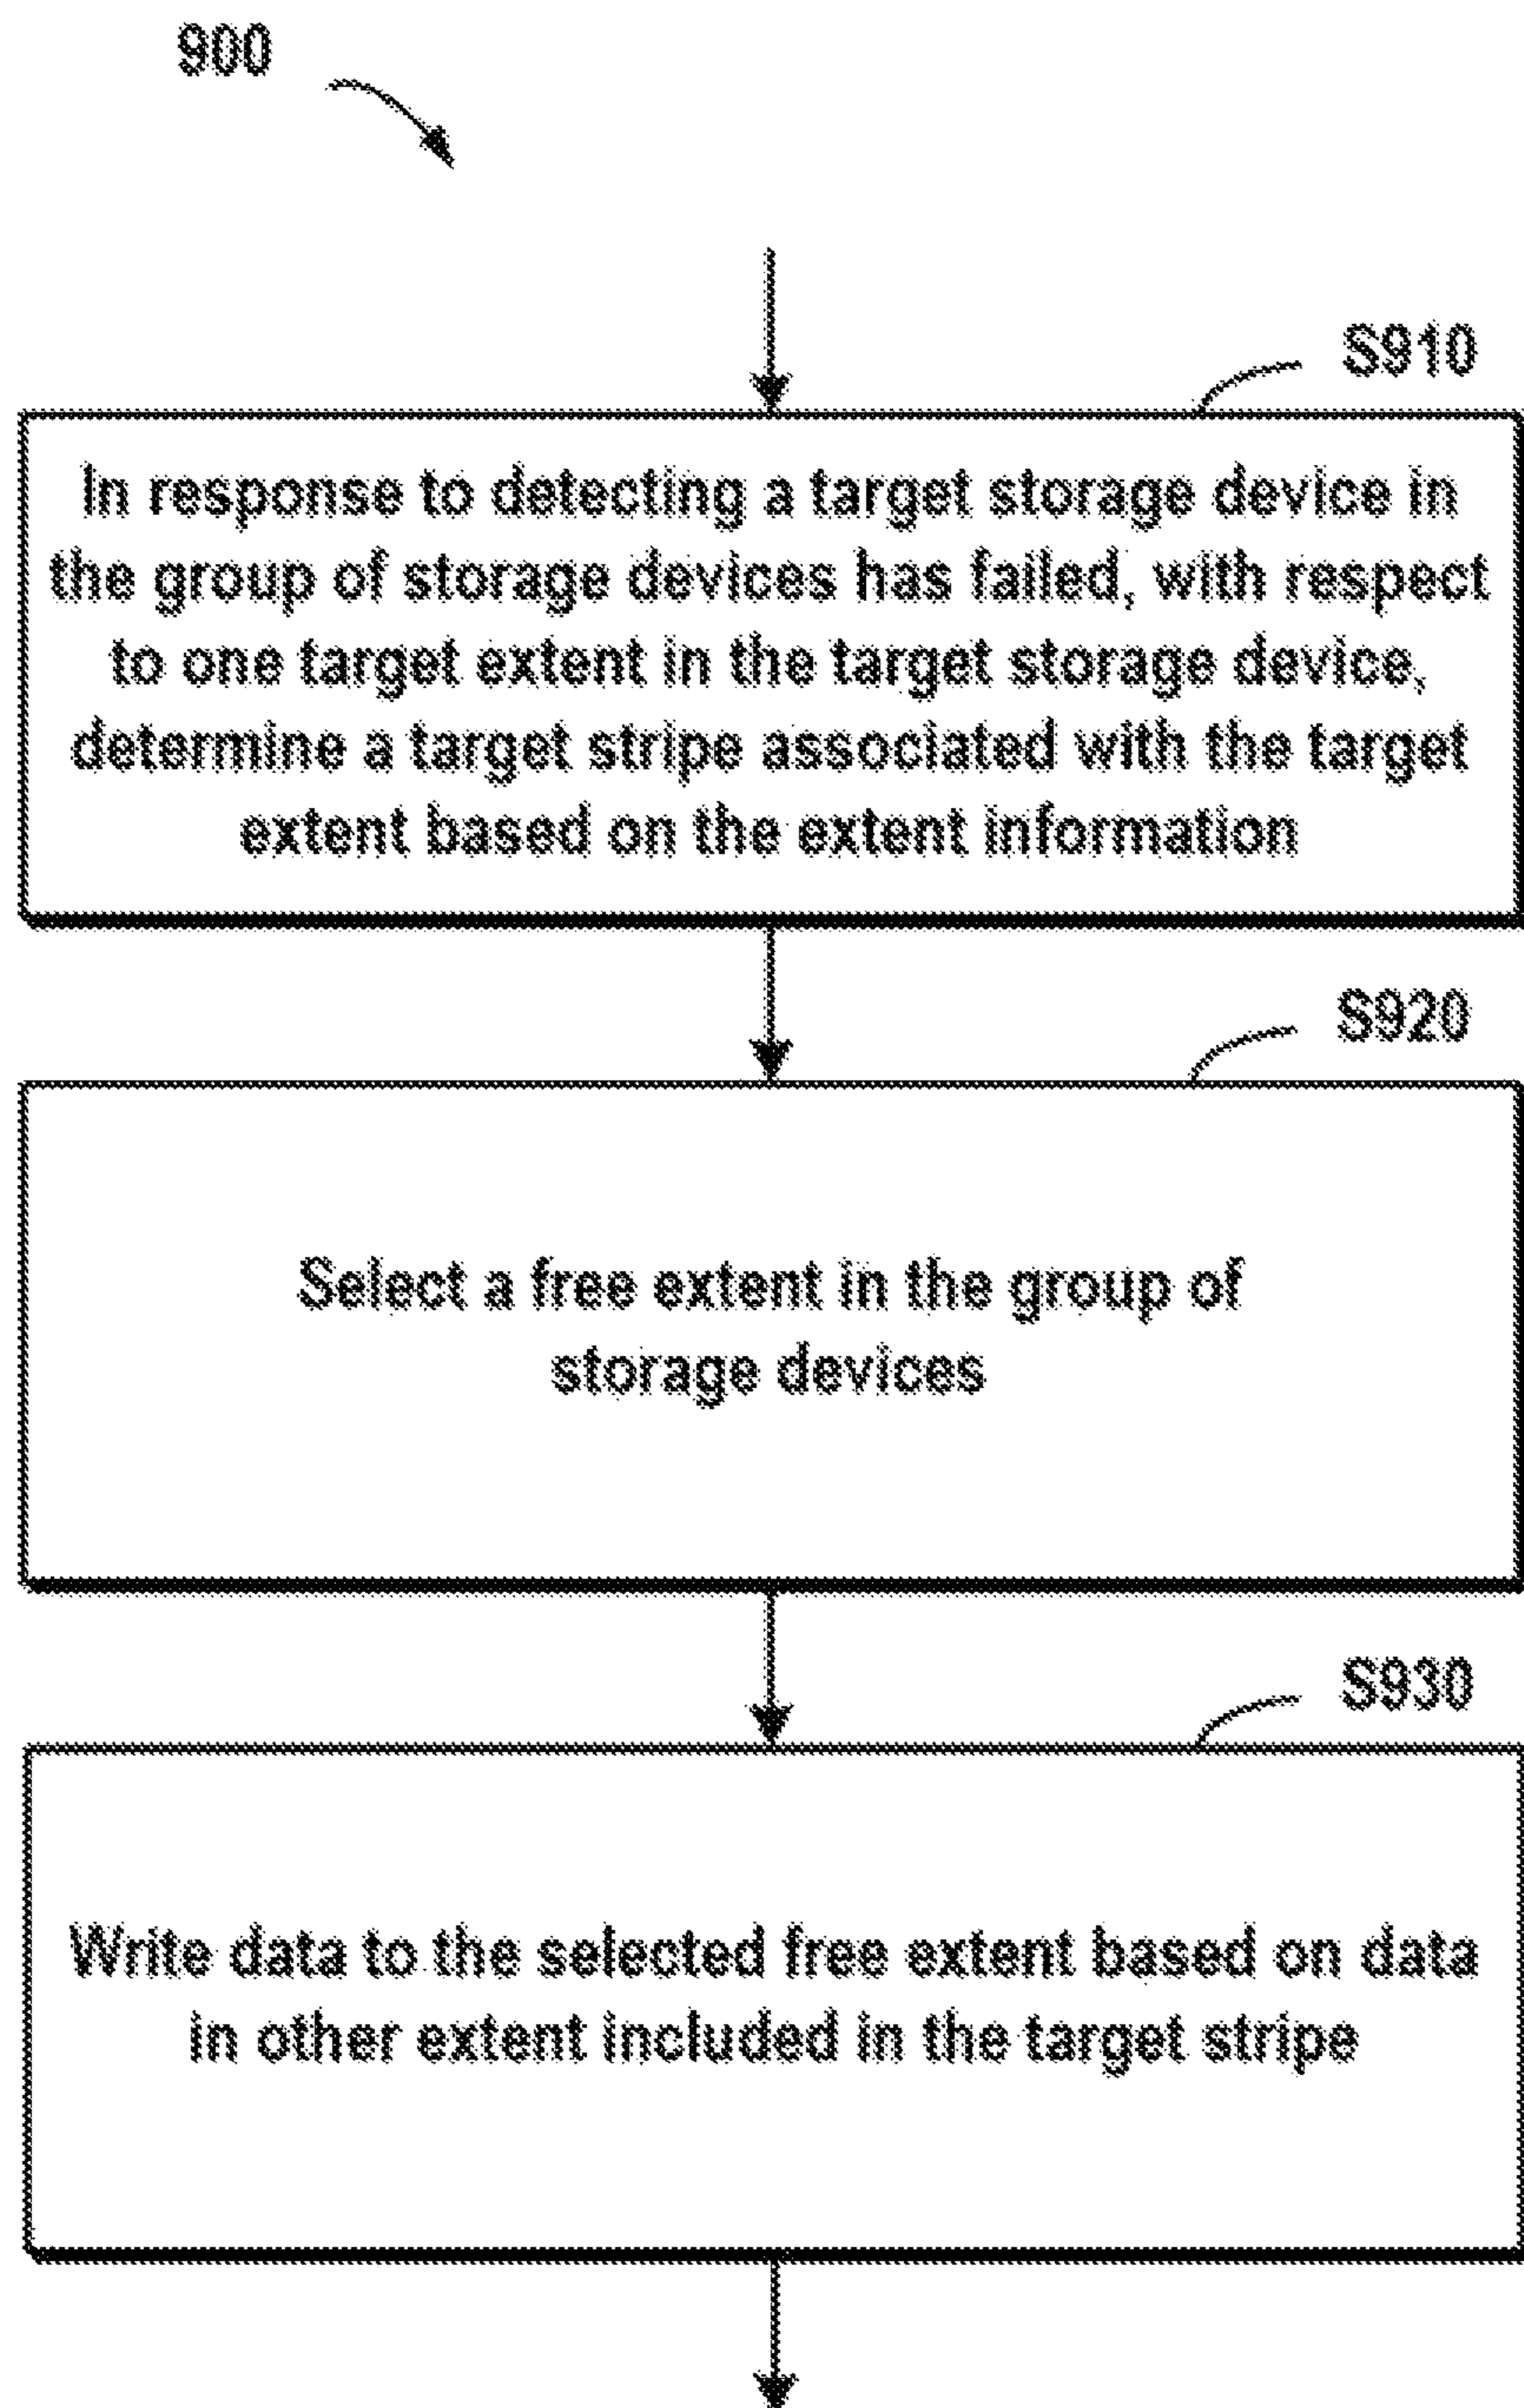 900
S910
In response to detecting a target storage device in
the group of storage devices has failed, with respect
to one target extent in the target storage device,
determine a target stripe associated with the target
extent based on the extent information
S920
Select a free extent in the group of
storage devices
S930
Write data to the selected free extent based on data
in other extent included in the target stripe